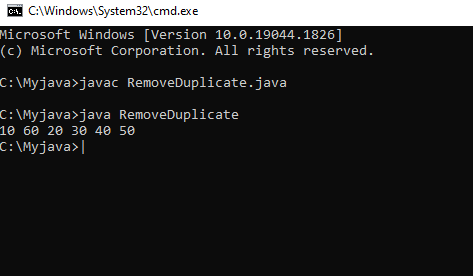 C:\Windows\System32\cmd.exe
Microsoft Windows [Version 10.0.19044.1826]
(c) Microsoft Corporation. All rights reserved.
C:\Myjava>javac RemoveDuplicate.java
C:\Myjava>java RemoveDuplicate
10 60 20 30 40 50
C:\Myjava>